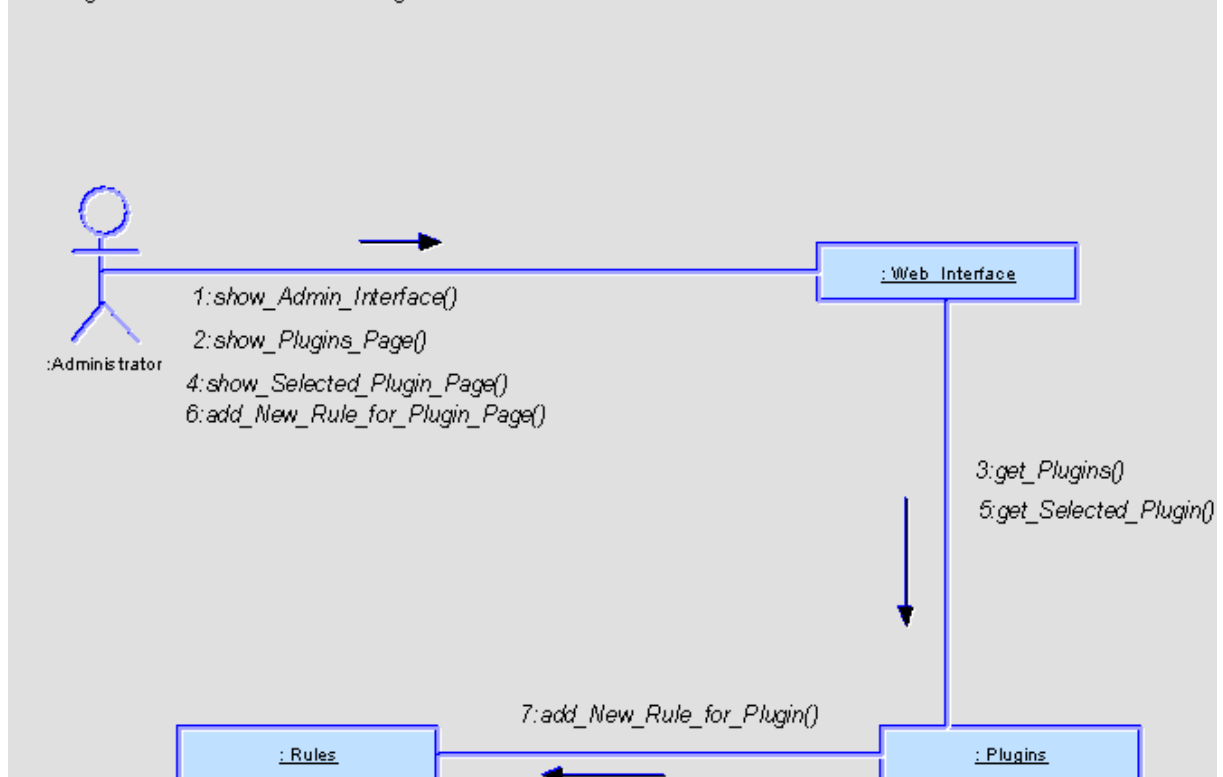 : Web_Interface
1:show_Admin_Interface()
2:show_Plugins_Page()
:Administrator
4:show_Selected_Plugin_Page()
6:add_New_Rule_for_Plugin_Page()
3:get_Plugins()
5:get_Selected_Plugin()
7:add_New_Rule_for_Plugin()
: Rules
: Plugins